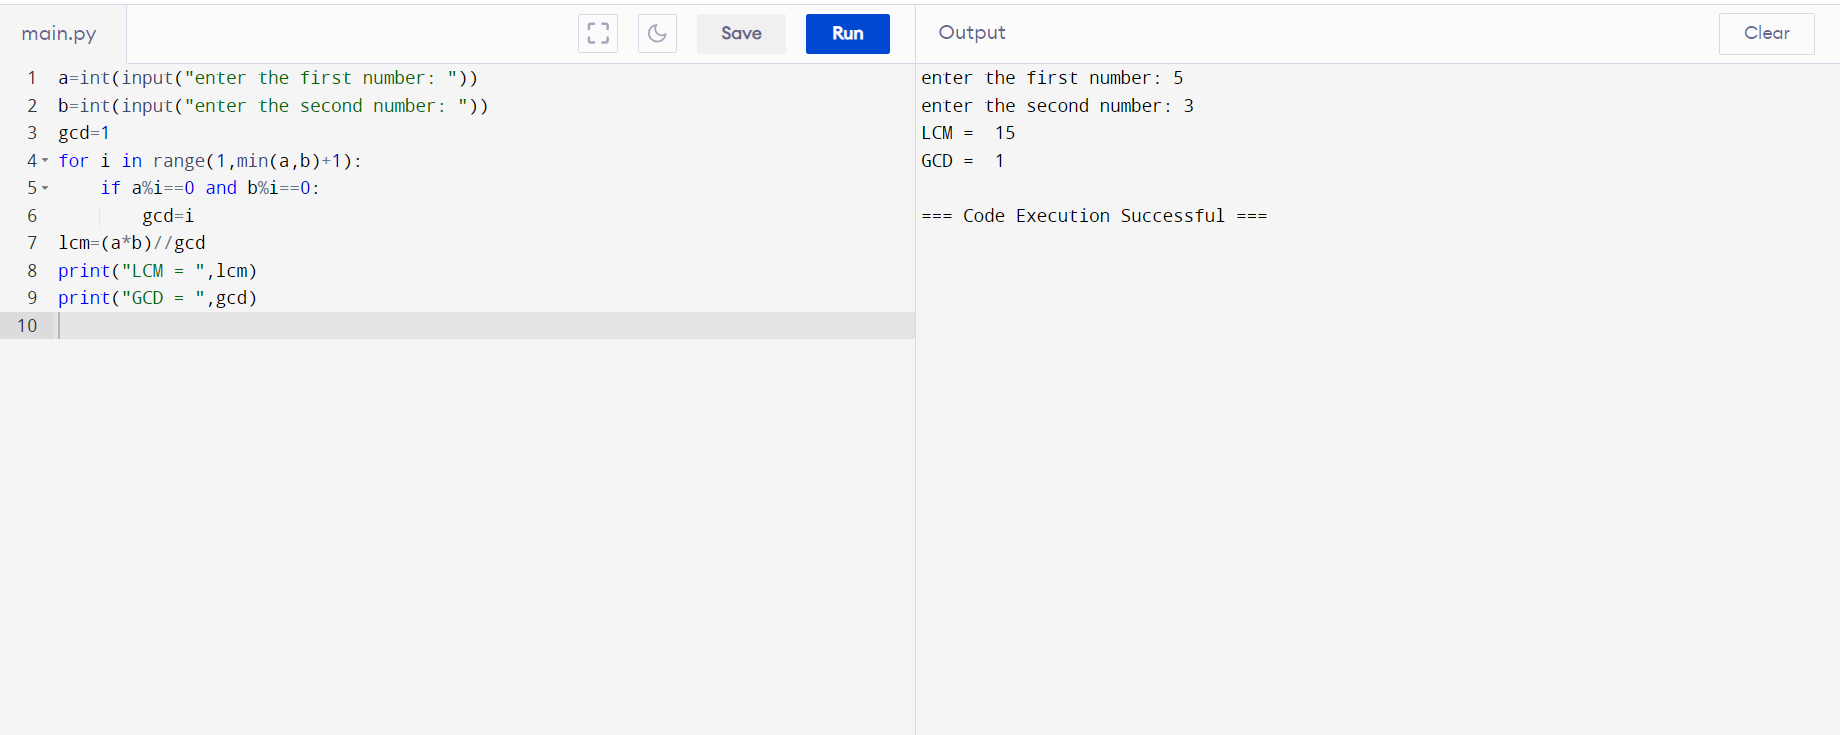 main.py
Save
Run
Output
Clear
1 a=int(input("enter the first number: "))
2 b=int(input("enter the second number: "))
3 gcd=1
4 for i in range(1,min(a,b)+1):
5     if a%i==0 and b%i==0:
6         gcd=i
7 lcm=(a*b)//gcd
8 print("LCM = ",lcm)
9 print("GCD = ",gcd)
10
enter the first number: 5
enter the second number: 3
LCM =  15
GCD =  1
=== Code Execution Successful ===